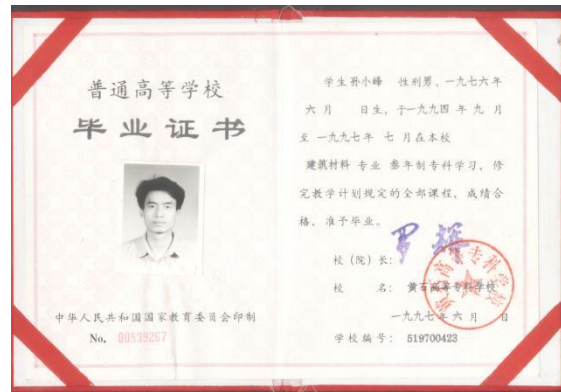 普通高等学校
毕业证书
中华人民共和国国家教育委员会印制
No. 00839267
学生孙小峰 性别男,一九七六年
六月 日生,于一九九四年九月
至一九九七年 七月在本校
建筑材料 专业 叁年制专科学习,修
完教学计划规定的全部课程,成绩合
格,准予毕业。
校(院)长:
校 名: 黄石高等专科学校
一九九七年六月 日
学校编号: 519700423